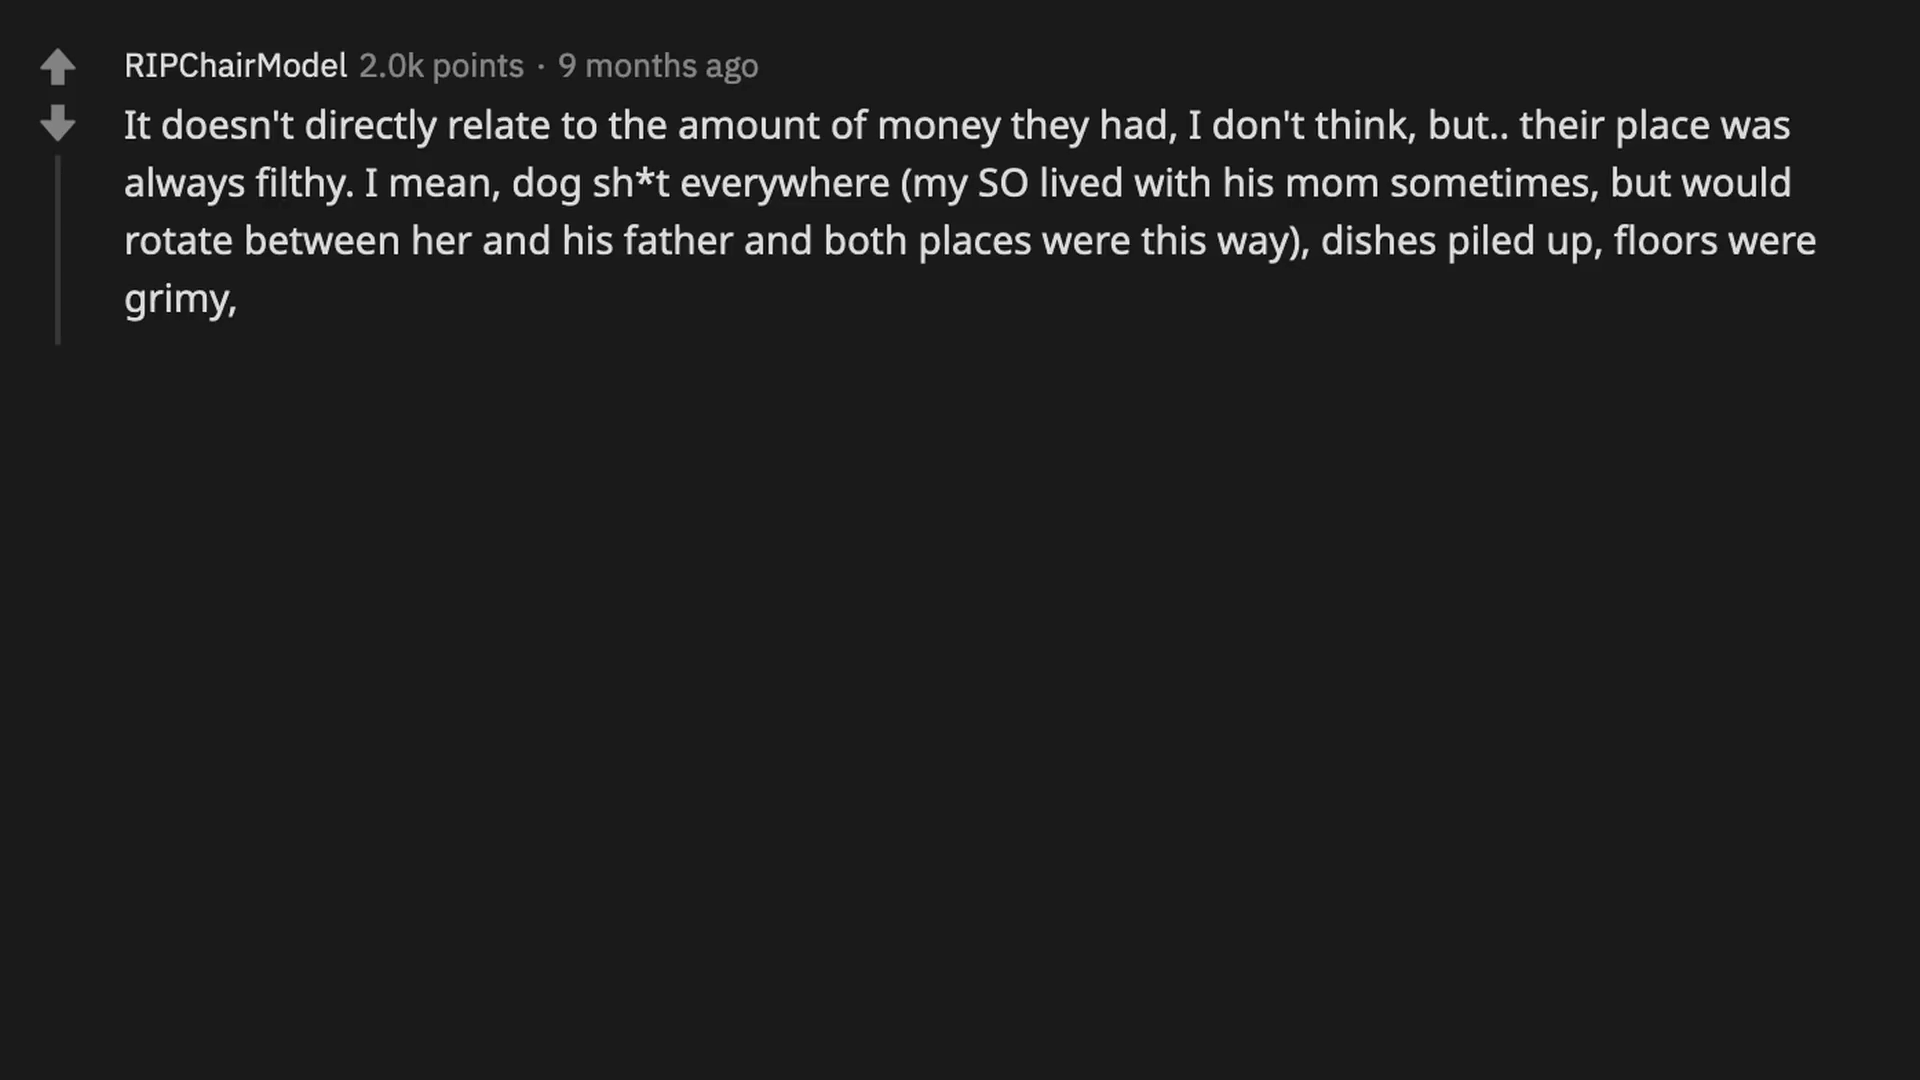 RIPChairModel 2.0k points · 9 months ago
It doesn't directly relate to the amount of money they had, I don't think, but.. their place was
always filthy. I mean, dog sh*t everywhere (my SO lived with his mom sometimes, but would
rotate between her and his father and both places were this way), dishes piled up, floors were
grimy,